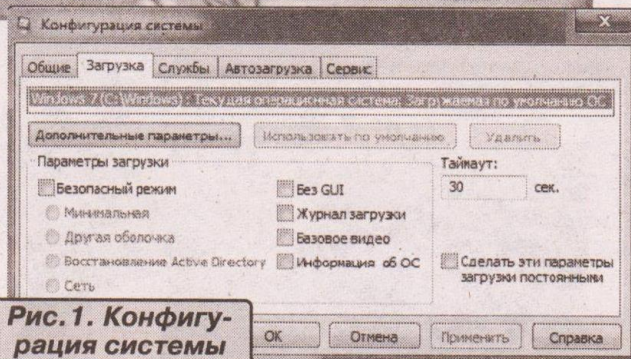 Конфигурация системы
Общие Загрузка Службы Автозагрузка Сервис
Windows 7 (C:\Windows) : Текущая операционная система; Загружаемая по умолчанию ОС
Дополнительные параметры... Использовать по умолчанию Удалить
Параметры загрузки Таймаут:
Безопасный режим Без GUI 30 сек.
Минимальная Журнал загрузки
Другая оболочка Базовое видео
Восстановление Active Directory Информация об ОС Сделать эти параметры
Сеть загрузки постоянными
Рис.1. Конфигу-
рация системы
OK Отмена Применить Справка